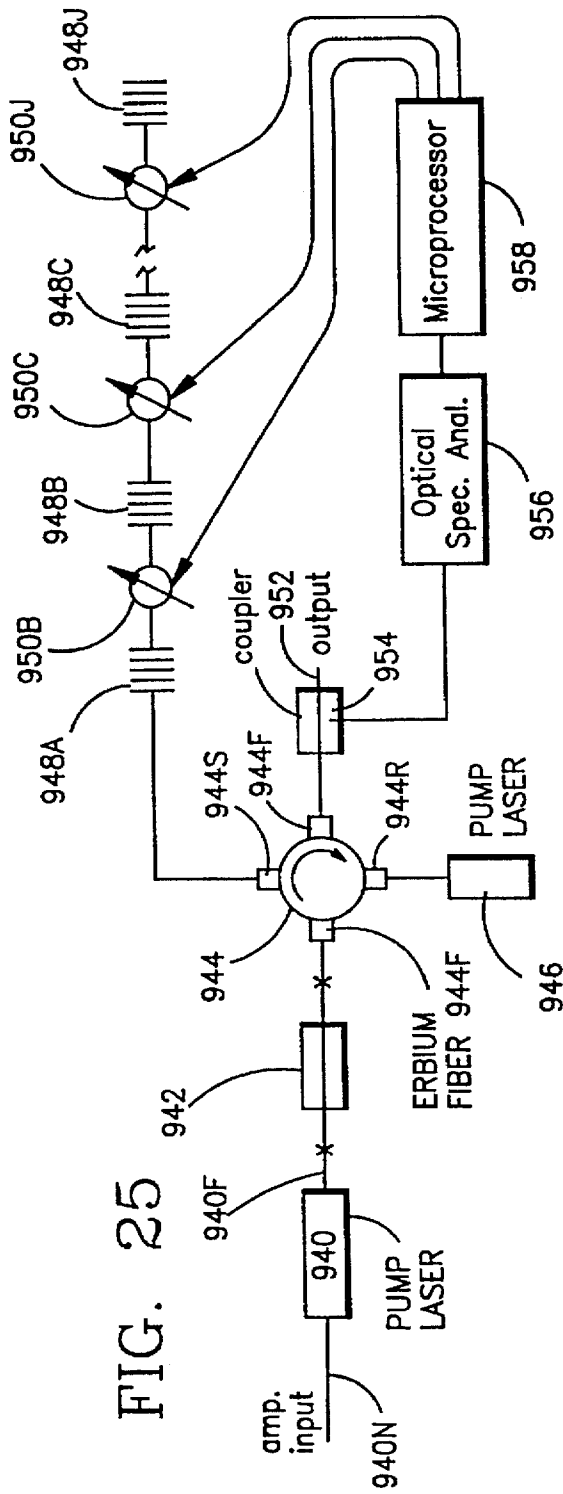 FIG. 25
950J
948J
948C
950C
948B
950B
948A
Microprocessor
958
Optical
Spec. Anal.
956
coupler
952
output
954
944S
944F
944R
944
PUMP
LASER
946
ERBIUM
FIBER 944F
942
940F
940
PUMP
LASER
amp.
input
940N